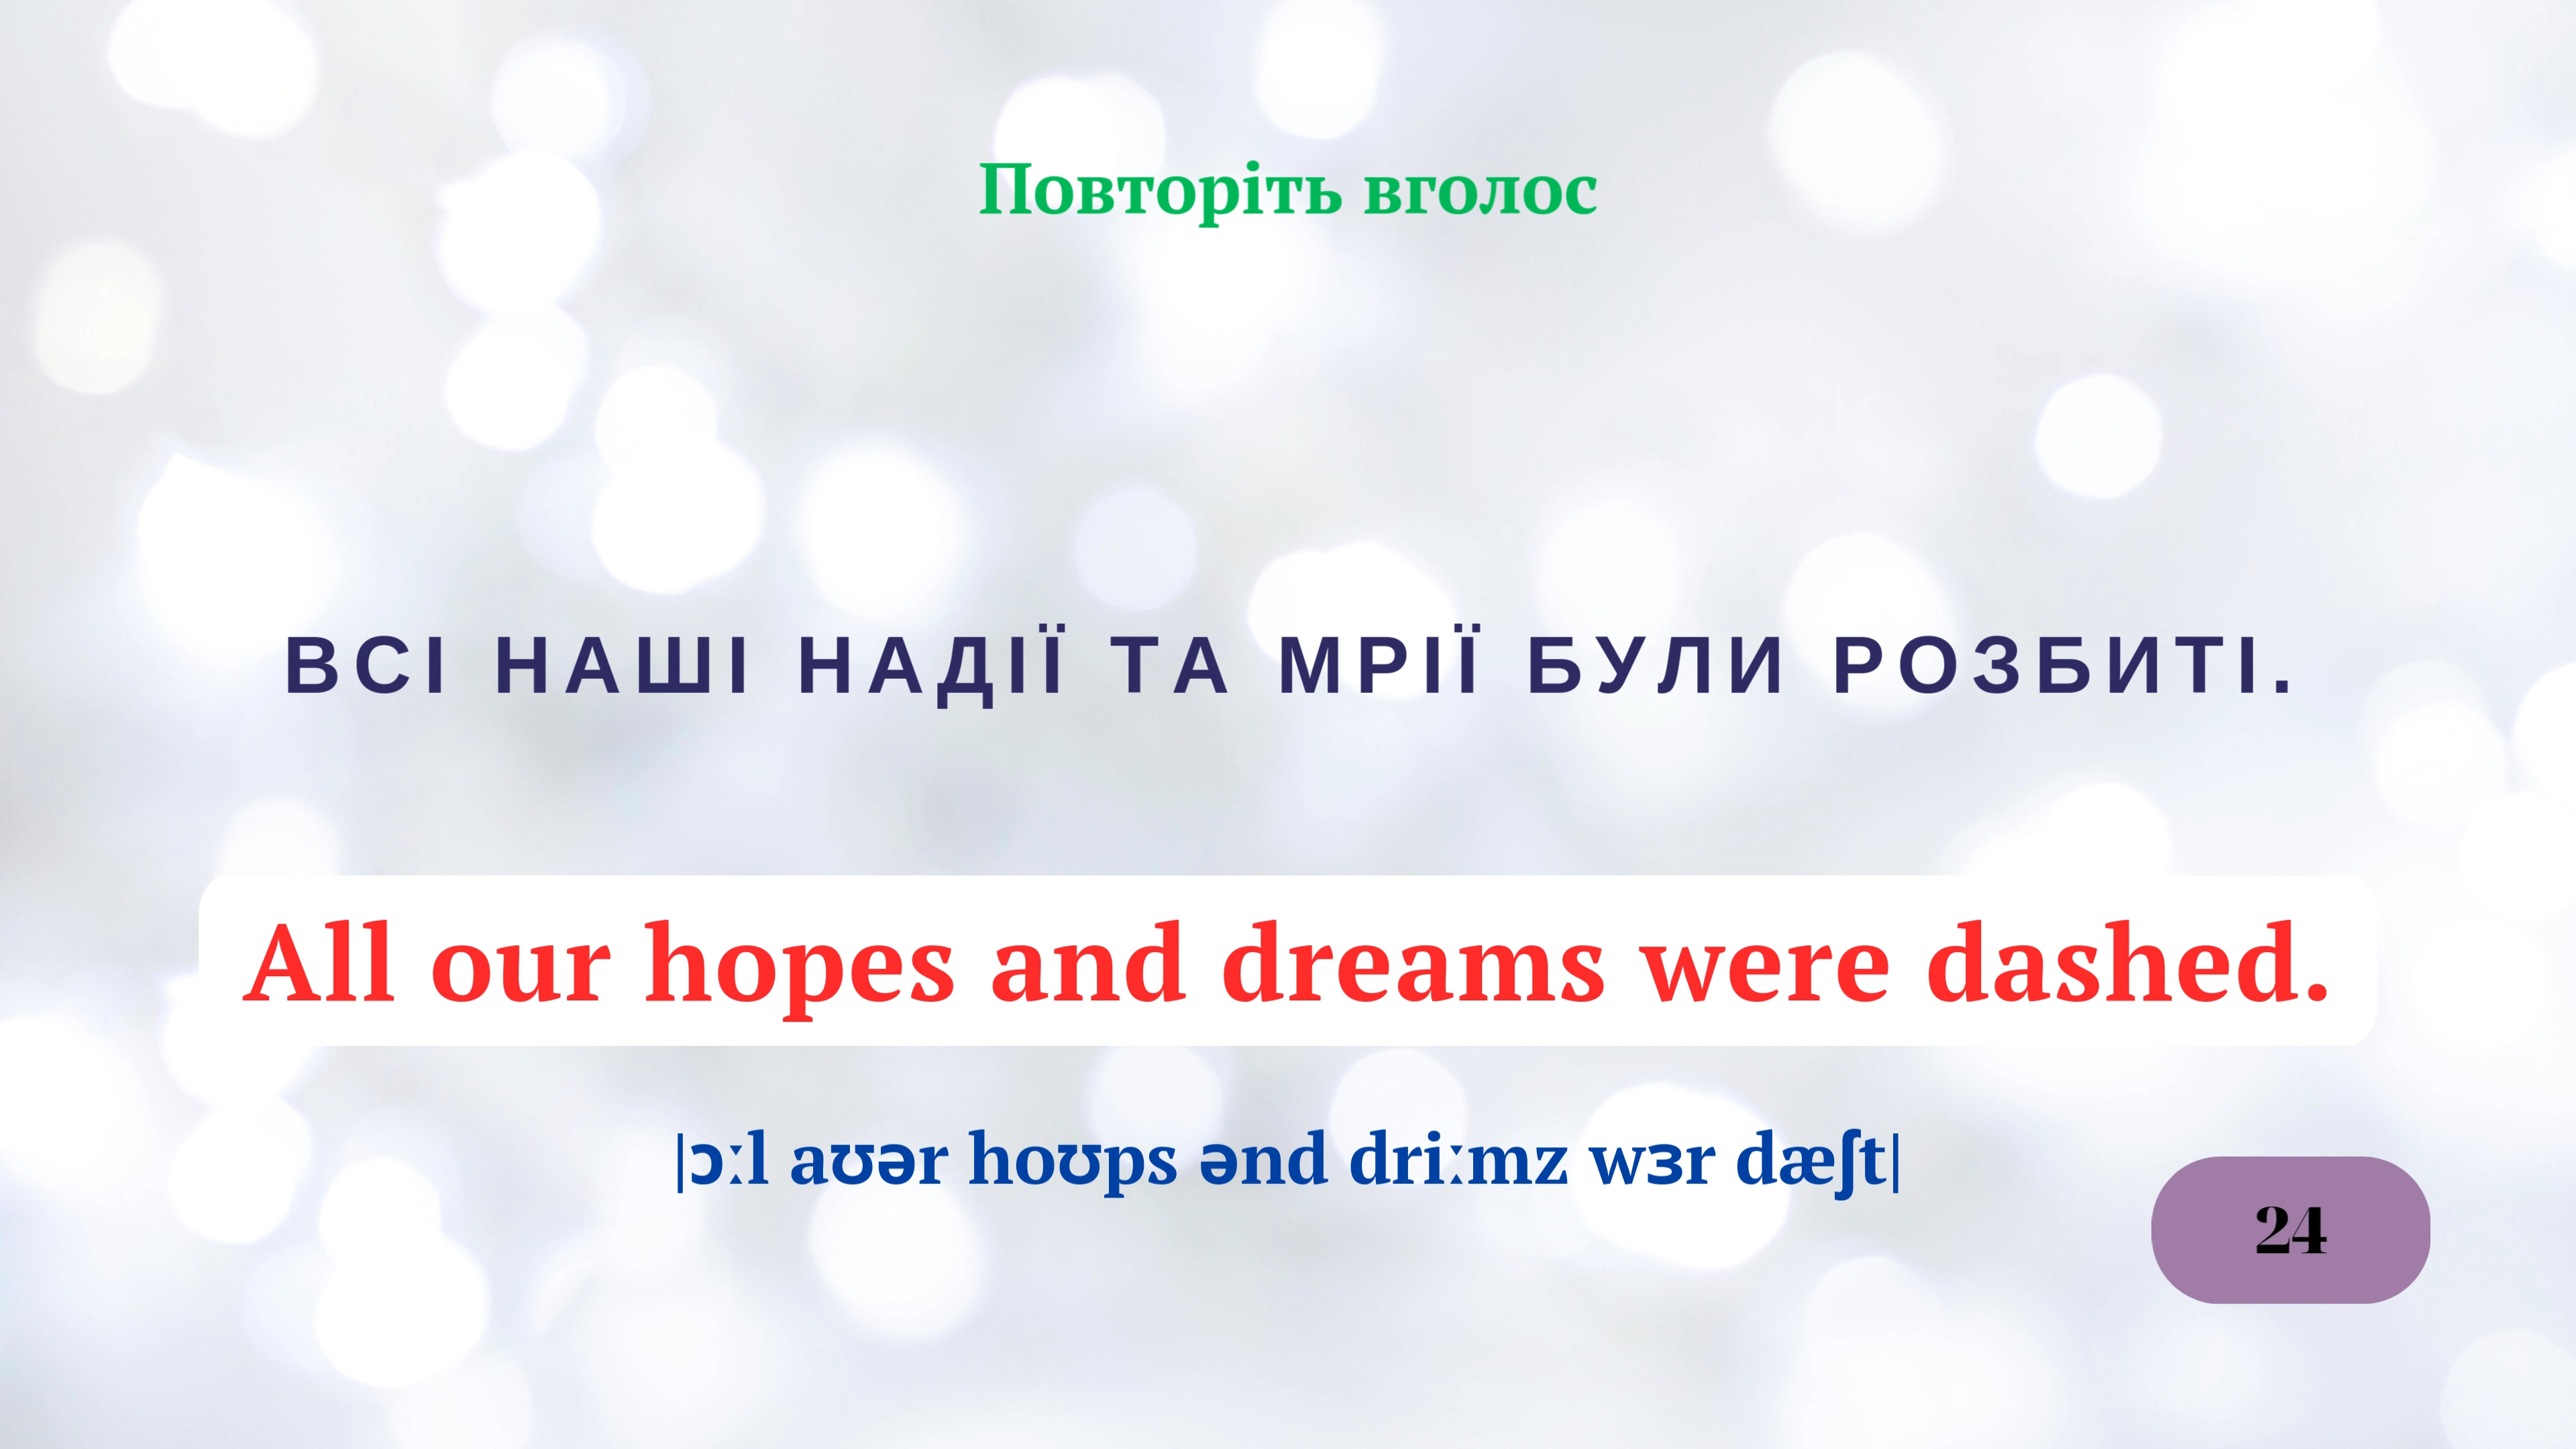 Повторіть вголос
ВСІ НАШІ НАДІЇ ТА МРІЇ БУЛИ РОЗБИТІ.
All our hopes and dreams were dashed.
|ɔːl aʊər hoʊps ənd driːmz wɜr dæʃt|
24